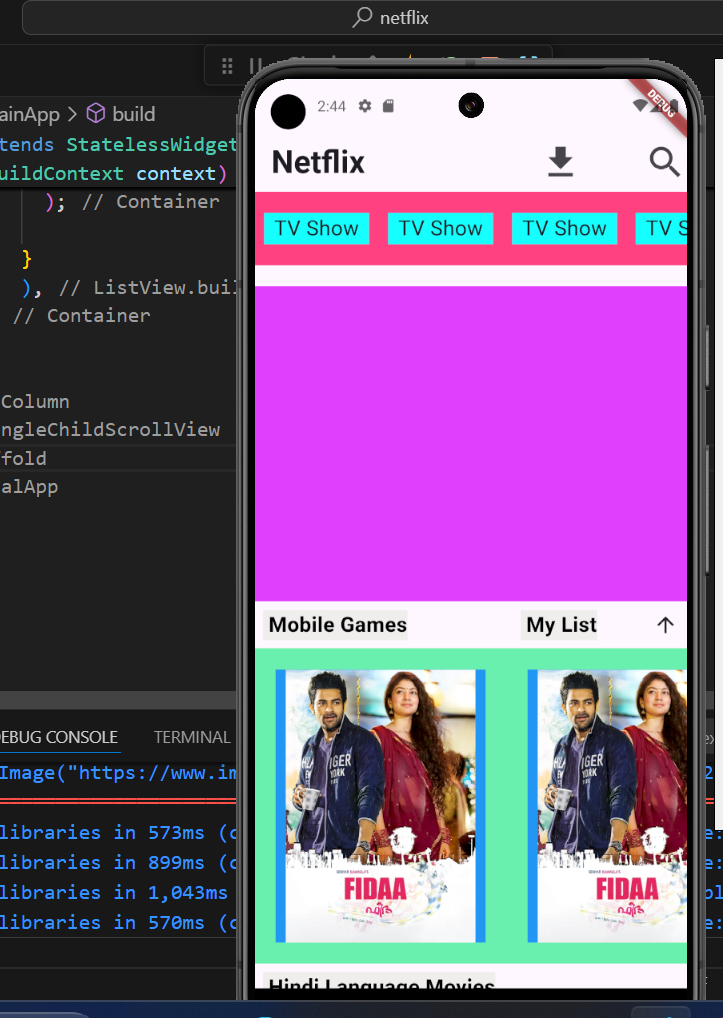 netflix
ainApp > build
tends StatelessWidget
uildContext context)
); // Container
}
), // ListView.buil
// Container
Column
ngleChildScrollView
fold
alApp
DEBUG CONSOLE TERMINAL
Image("https://www.im
libraries in 573ms (c
libraries in 899ms (c
libraries in 1,043ms
libraries in 570ms (c
2:44
DEBUG
Netflix
TV Show TV Show TV Show TV S
Mobile Games My List
FIDAA
FIDAA
Hindi Language Movies